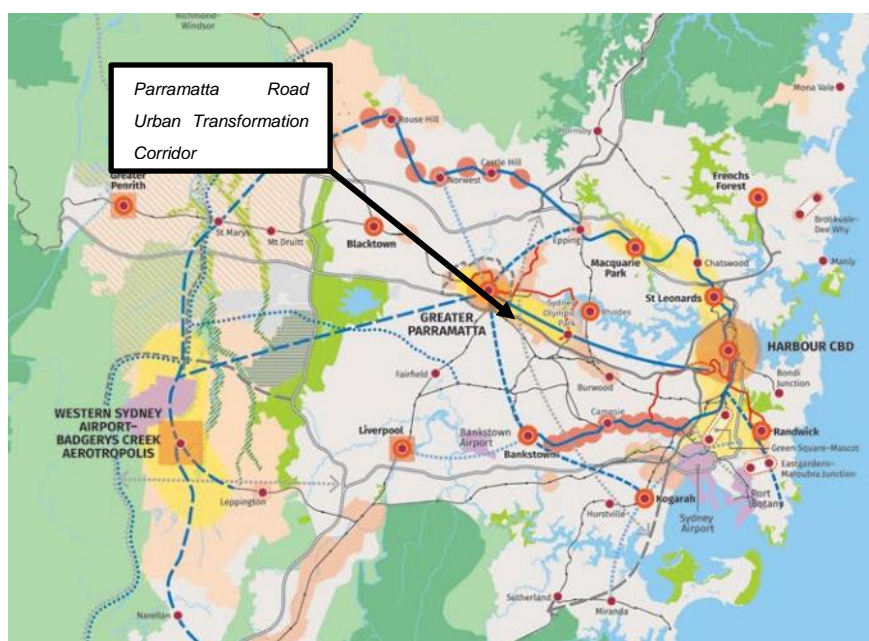 Richmond-
Windsor
Parramatta Road
Urban Transformation
Corridor
Mona Vale
Hornsby
Rouse Hill
Castle Hill
Norwest
Greater
Penrith
Frenchs
Forest
St Marys
Mt Druitt
Blacktown
Epping
Brookvale-
Dee Why
Macquarie
Park
Chatswood
Manly
St Leonards
GREATER
PARRAMATTA
Sydney
Olympic
Park
Rhodes
HARBOUR CBD
Bondi
Junction
Fairfield
Burwood
WESTERN SYDNEY
AIRPORT–
BADGERYS CREEK
AEROTROPOLIS
Liverpool
Bankstown
Airport
Campsie
Bankstown
Randwick
Green Square-Mascot
Eastgardens-
Maroubra Junction
Leppington
Kogarah
Port
Botany
Hurstville
Sydney
Airport
Sutherland
Miranda
Narellan